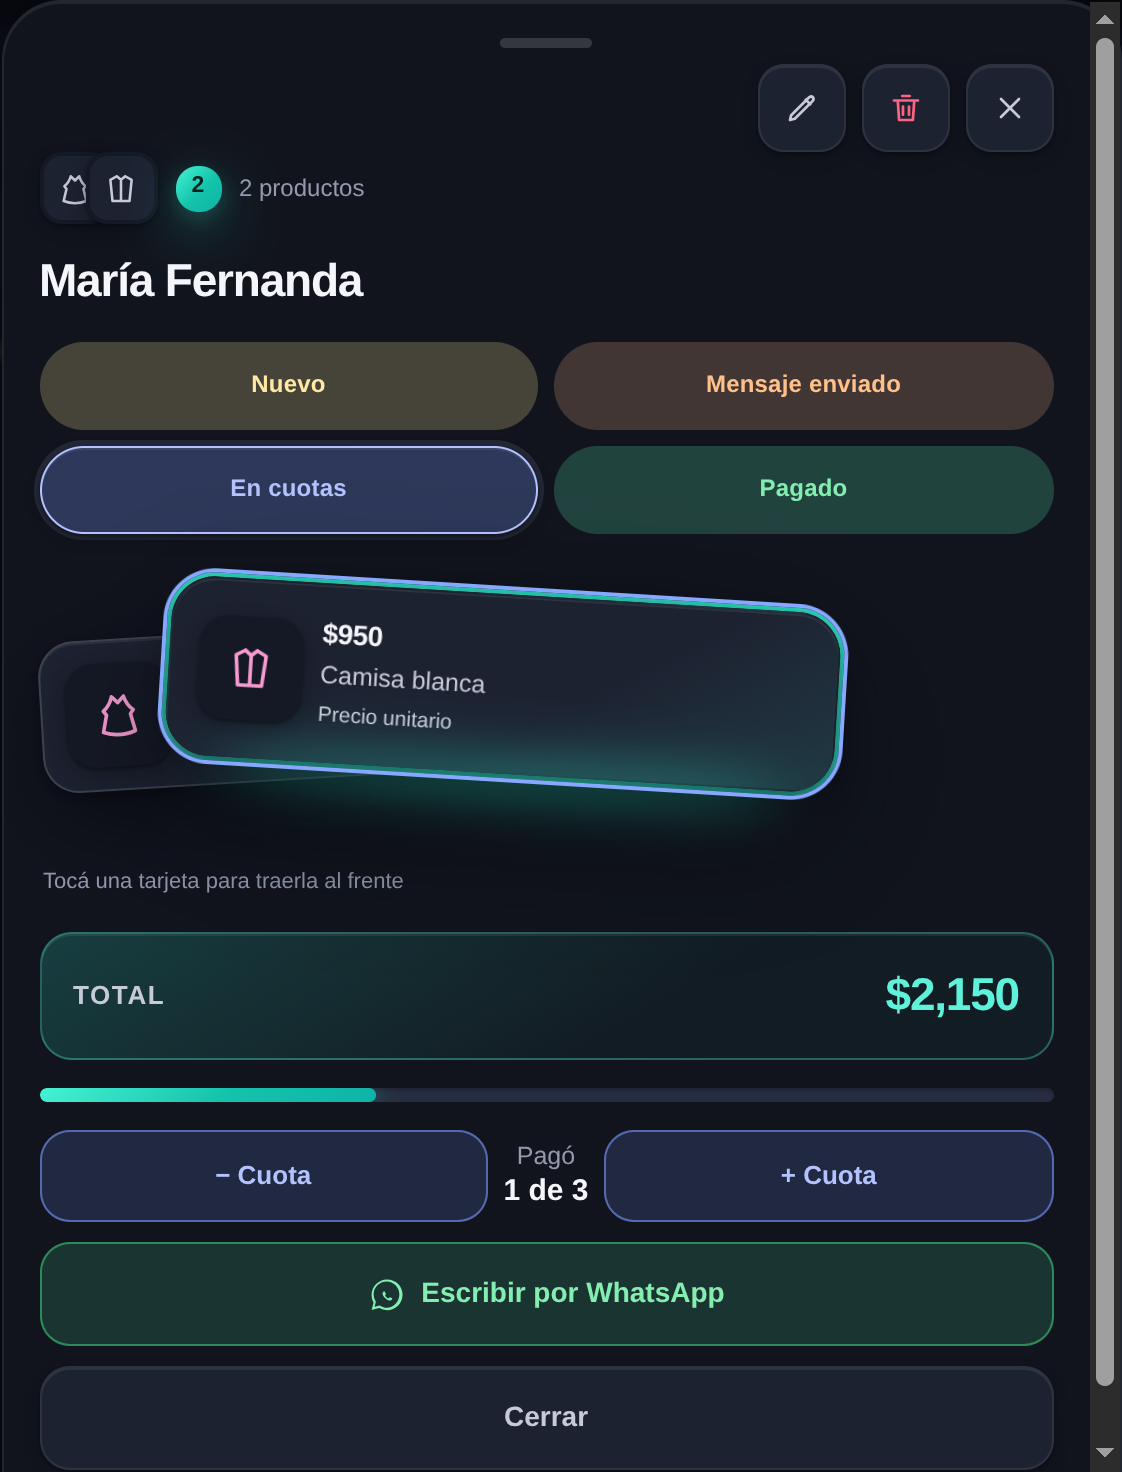 2
2 productos
María Fernanda
Nuevo
Mensaje enviado
En cuotas
Pagado
$950
Camisa blanca
Precio unitario
Tocá una tarjeta para traerla al frente
TOTAL
$2,150
− Cuota
Pagó
1 de 3
+ Cuota
Escribir por WhatsApp
Cerrar